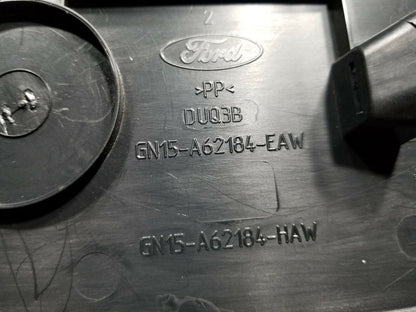 2
Ford
>PP<
DUQ3B
GN15-A62184-EAW
GN15-A62184-HAW